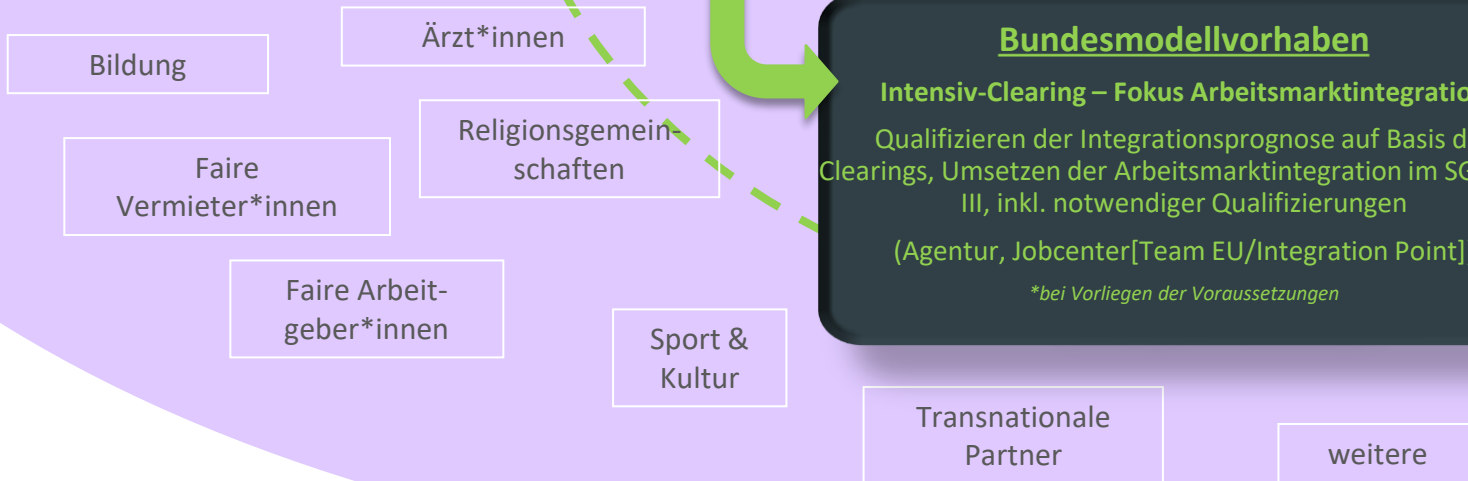 Ärzt*innen
Bildung
Religionsgemein-
schaften
Faire
Vermieter*innen
Faire Arbeit-
geber*innen
Sport &
Kultur
Bundesmodellvorhaben
Intensiv-Clearing – Fokus Arbeitsmarktintegratio
Qualifizieren der Integrationsprognose auf Basis d
Clearings, Umsetzen der Arbeitsmarktintegration im SG
III, inkl. notwendiger Qualifizierungen
(Agentur, Jobcenter[Team EU/Integration Point]
*bei Vorliegen der Voraussetzungen
Transnationale
Partner
weitere